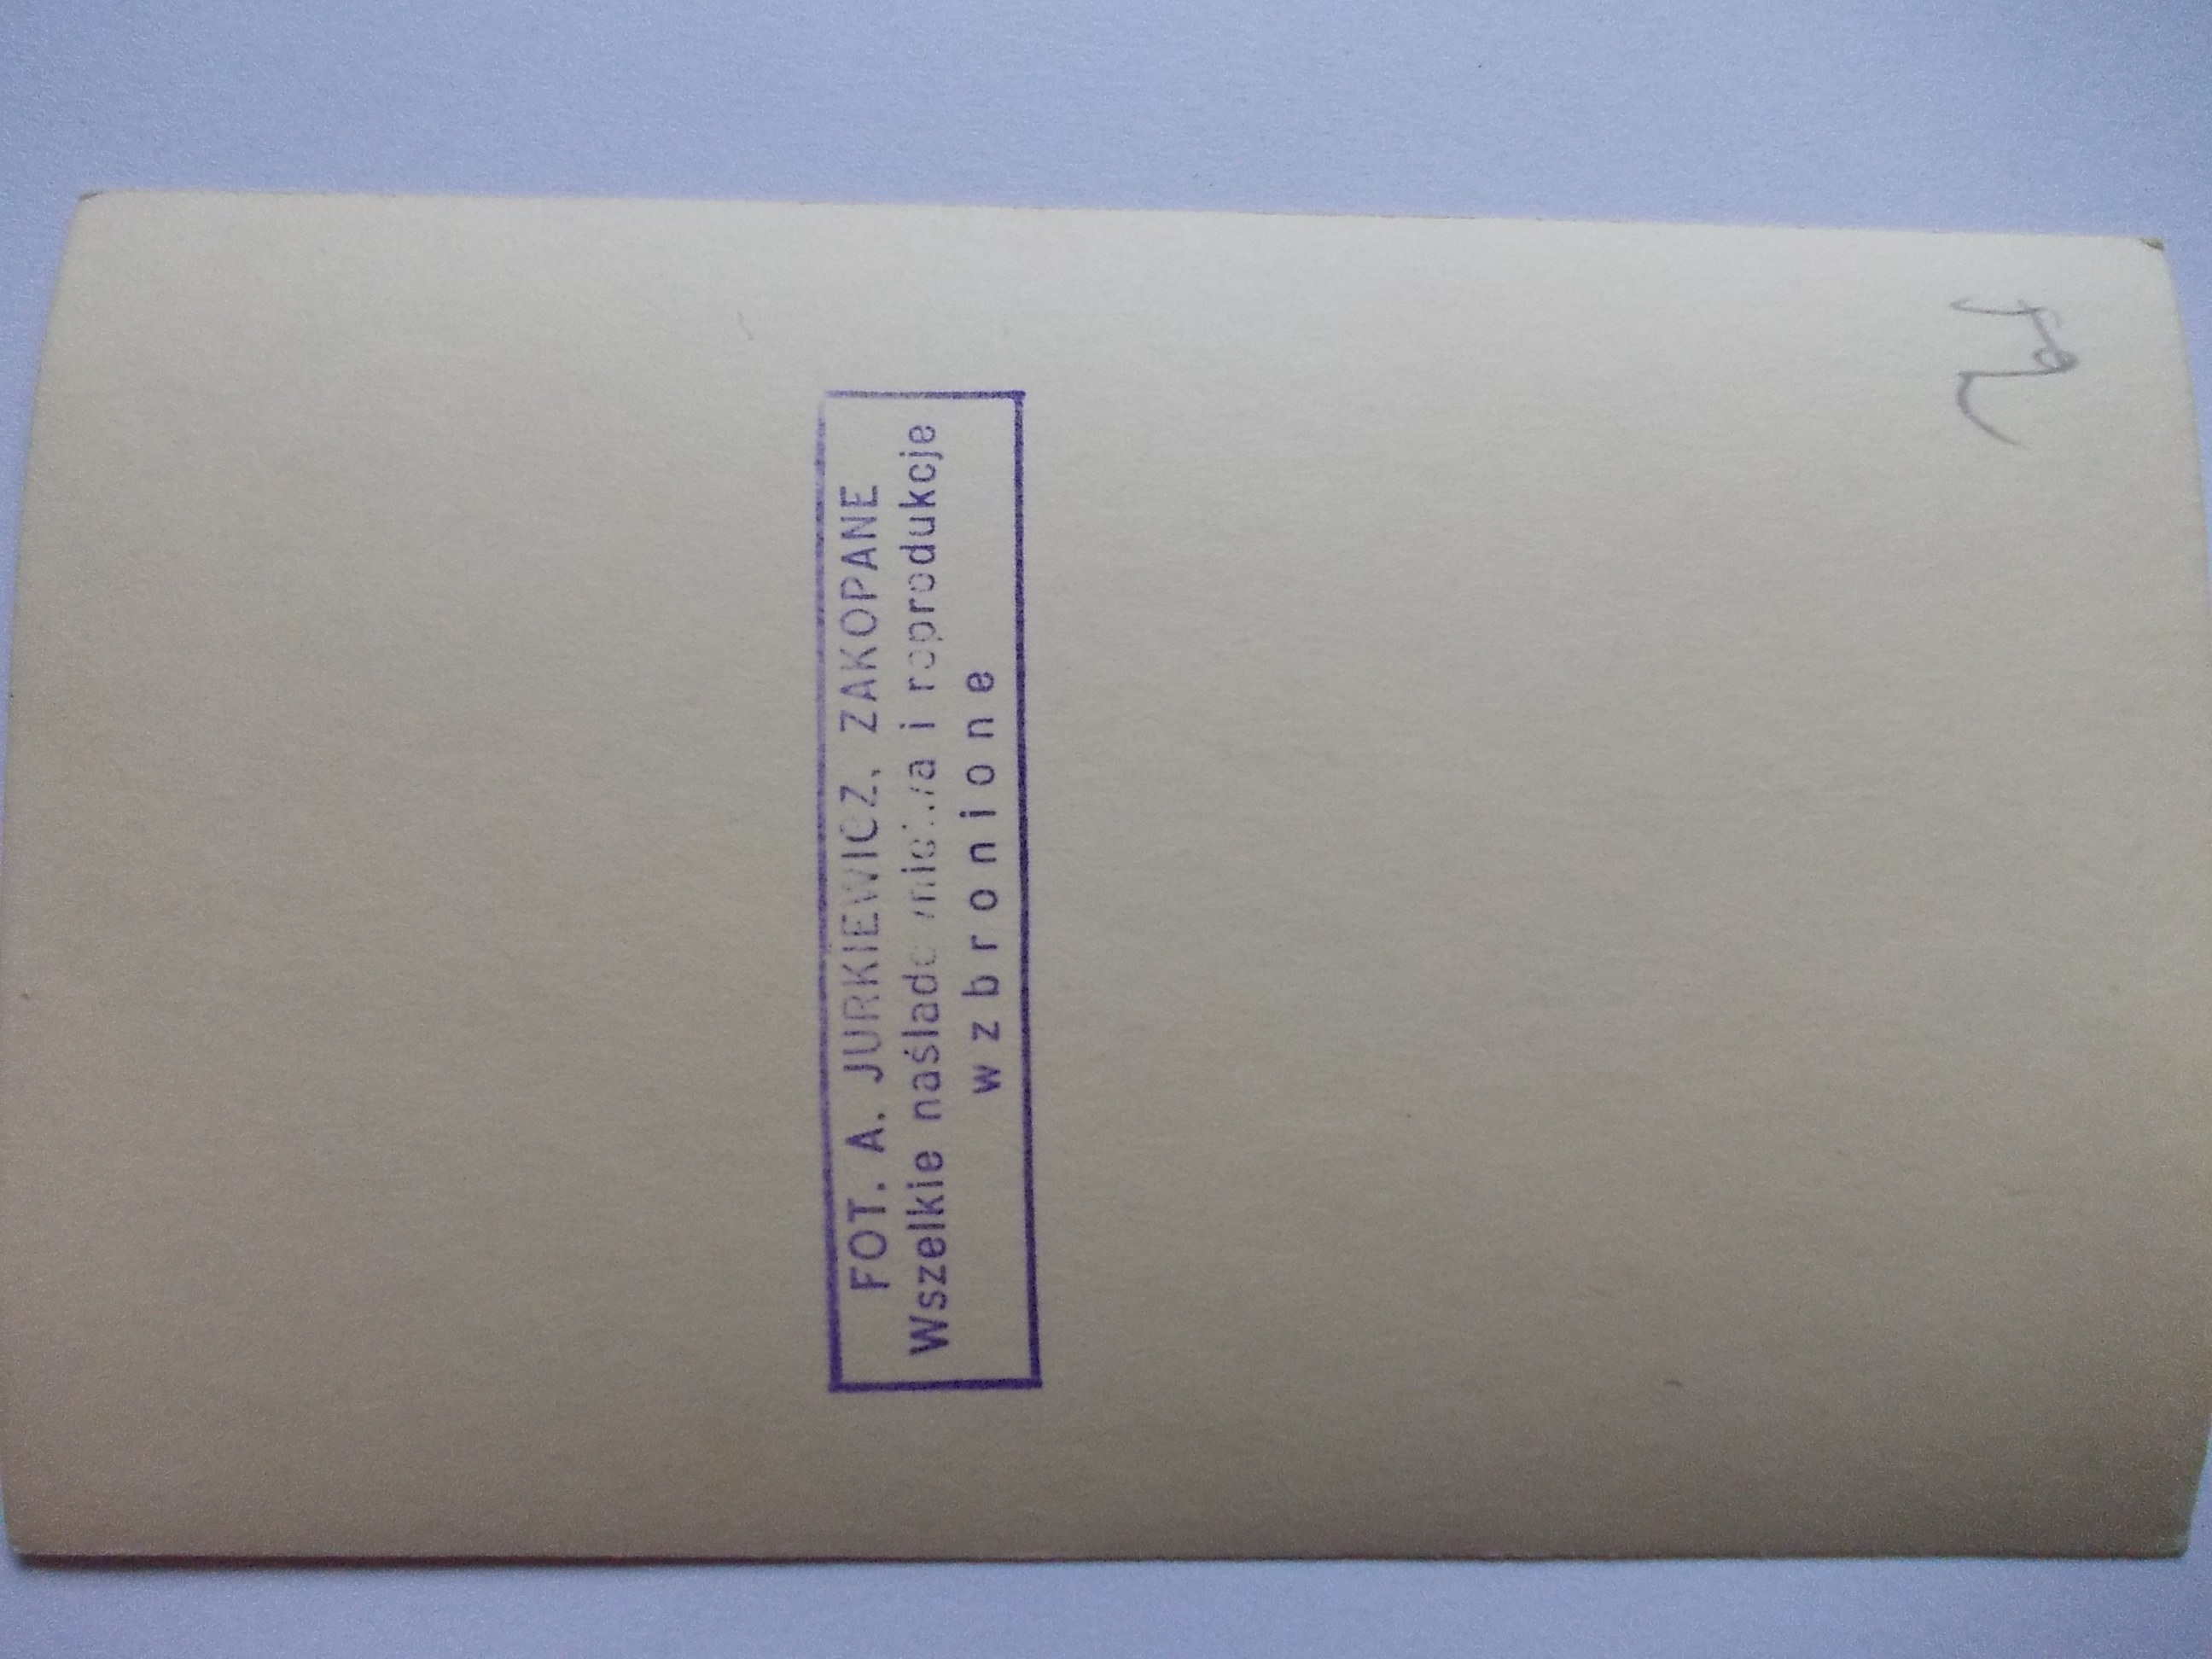 FOT. A. JURKIEWICZ, ZAKOPANE
Wszelkie naśladownictwa i reprodukcje
wzbronione